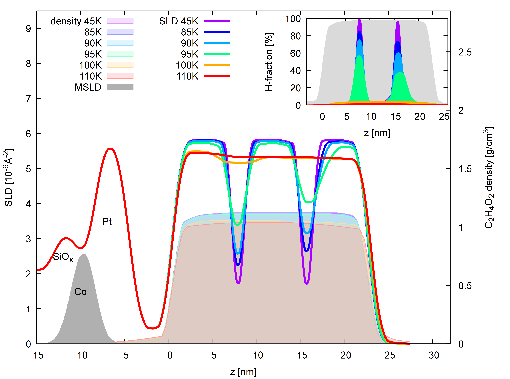 density 45K SLD 45K
85K 85K
90K 90K
95K 95K
100K 100K
110K 110K
MSLD
100
80
60
40
20
0
H-fraction [%]
0 5 10 15 20 25
z [nm]
9
8
7
6
5
4
3
2
1
0
SLD [10⁻⁶Å⁻²]
2.5
2
1.5
1
0.5
0
C₂H₄O₂ density [g/cm³]
Pt
SiOₓ
Co
15 -10 -5 0 5 10 15 20 25 30
z [nm]